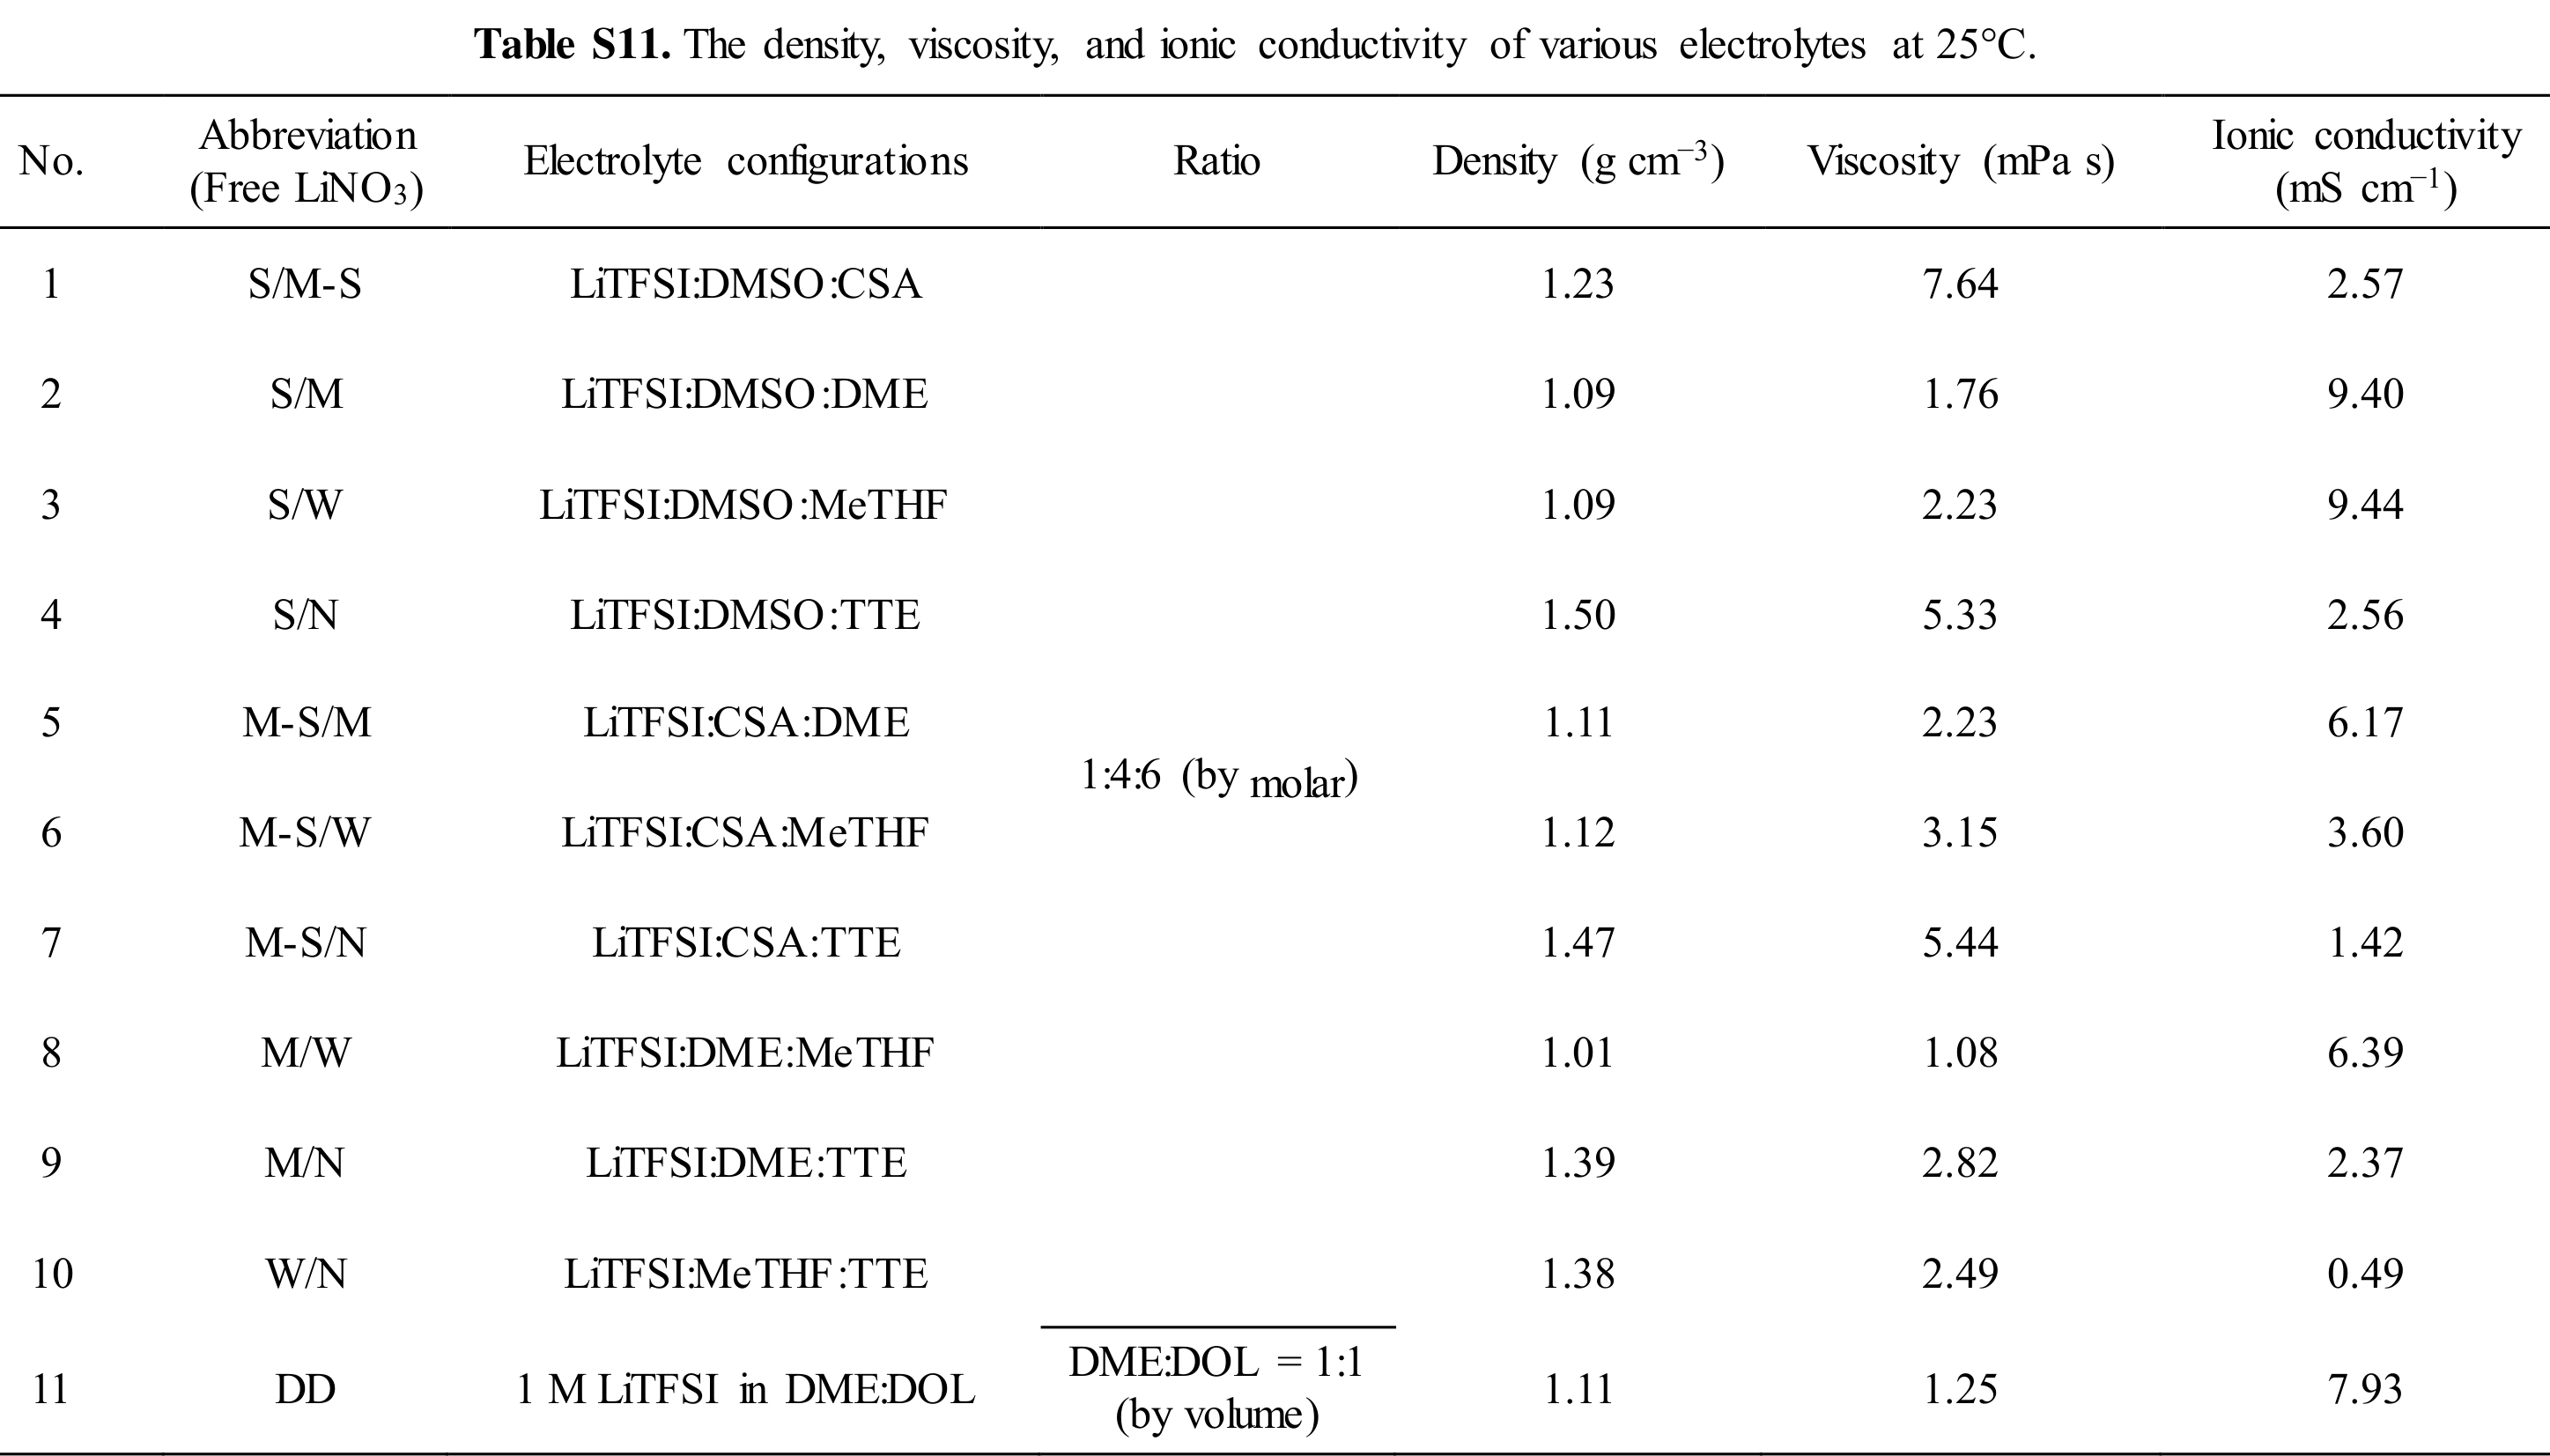 Table S11. The density, viscosity, and ionic conductivity of various electrolytes at 25°C.
No. Abbreviation (Free LiNO₃) Electrolyte configurations Ratio Density (g cm⁻³) Viscosity (mPa s) Ionic conductivity (mS cm⁻¹)
1 S/M-S LiTFSI:DMSO:CSA 1.23 7.64 2.57
2 S/M LiTFSI:DMSO:DME 1.09 1.76 9.40
3 S/W LiTFSI:DMSO:MeTHF 1.09 2.23 9.44
4 S/N LiTFSI:DMSO:TTE 1.50 5.33 2.56
5 M-S/M LiTFSI:CSA:DME 1.11 2.23 6.17
1:4:6 (by molar)
6 M-S/W LiTFSI:CSA:MeTHF 1.12 3.15 3.60
7 M-S/N LiTFSI:CSA:TTE 1.47 5.44 1.42
8 M/W LiTFSI:DME:MeTHF 1.01 1.08 6.39
9 M/N LiTFSI:DME:TTE 1.39 2.82 2.37
10 W/N LiTFSI:MeTHF:TTE 1.38 2.49 0.49
11 DD 1 M LiTFSI in DME:DOL DME:DOL = 1:1 (by volume) 1.11 1.25 7.93